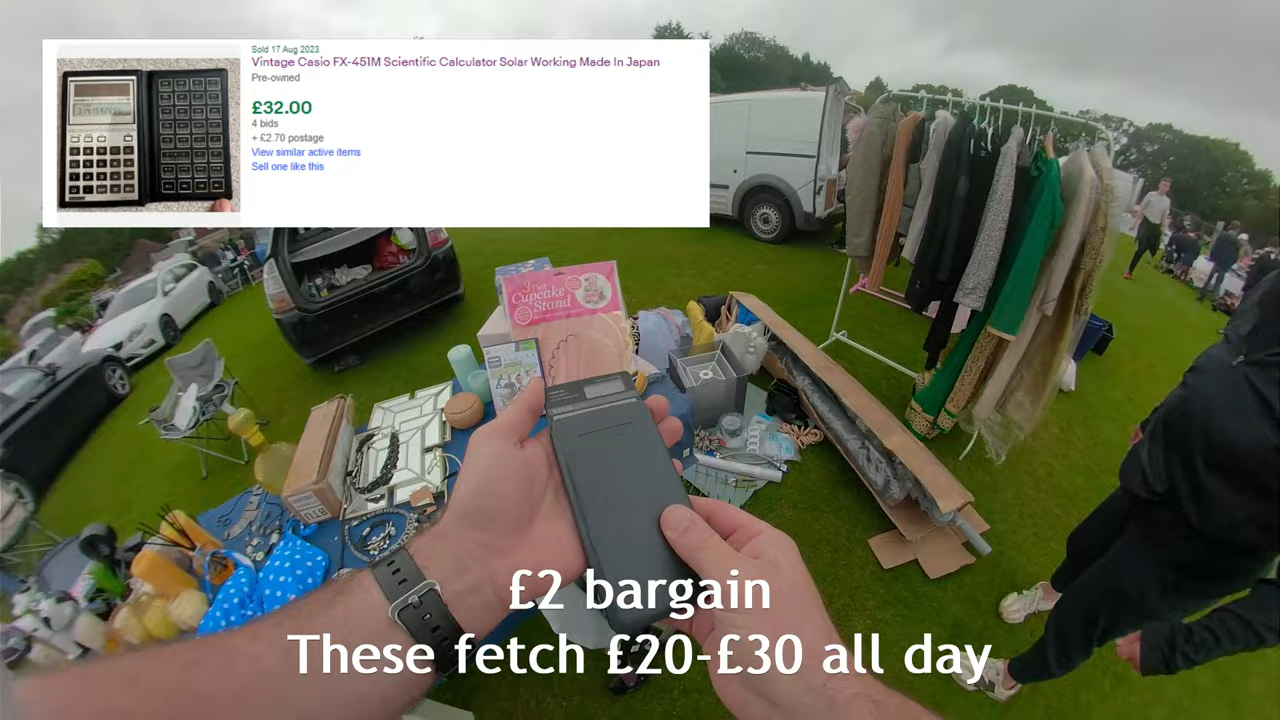 Sold 17 Aug 2023
Vintage Casio FX-451M Scientific Calculator Solar Working Made In Japan
Pre-owned
£32.00
4 bids
+ £2.70 postage
View similar active items
Sell one like this
3 Tier
Cupcake
Stand
CASIO
£2 bargain
These fetch £20-£30 all day